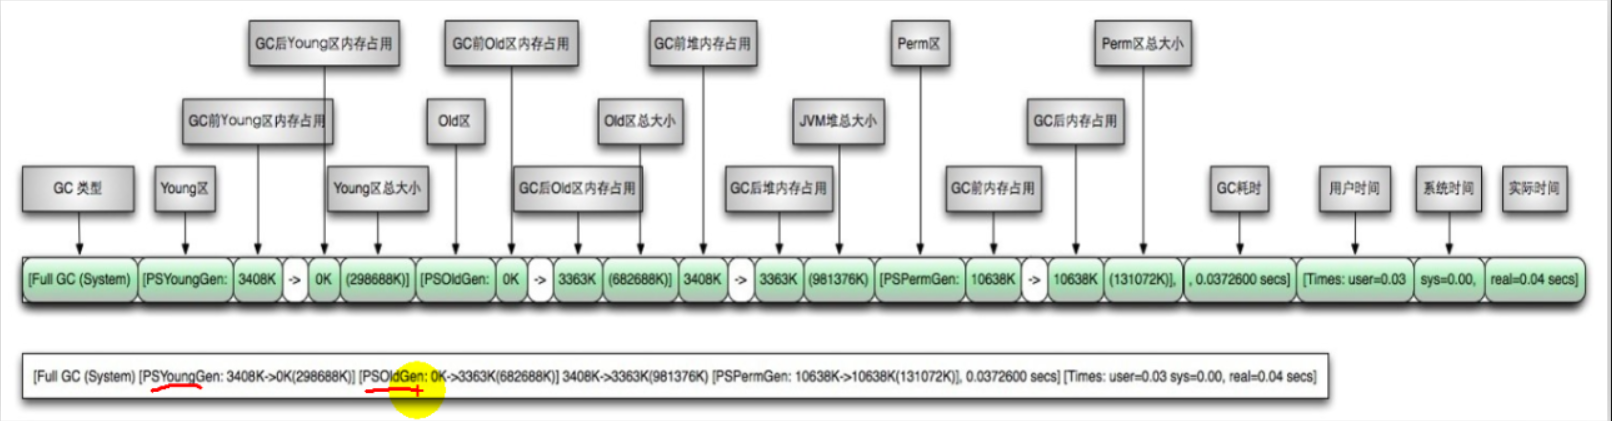 GC后Young区内存占用 GC前Old区内存占用 GC前堆内存占用 Perm区 Perm区总大小
GC前Young区内存占用 Old区 Old区总大小 JVM堆总大小 GC后内存占用
GC 类型 Young区 Young区总大小 GC后Old区内存占用 GC后堆内存占用 GC前内存占用 GC耗时 用户时间 系统时间 实际时间
[Full GC (System) [PSYoungGen: 3408K -> 0K (298688K)] [PSOldGen: 0K -> 3363K (682688K)] 3408K -> 3363K (981376K) [PSPermGen: 10638K -> 10638K (131072K)], , 0.0372600 secs] [Times: user=0.03 sys=0.00, real=0.04 secs]
[Full GC (System) [PSYoungGen: 3408K->0K(298688K)] [PSOldGen: 0K->3363K(682688K)] 3408K->3363K(981376K) [PSPermGen: 10638K->10638K(131072K)], 0.0372600 secs] [Times: user=0.03 sys=0.00, real=0.04 secs]